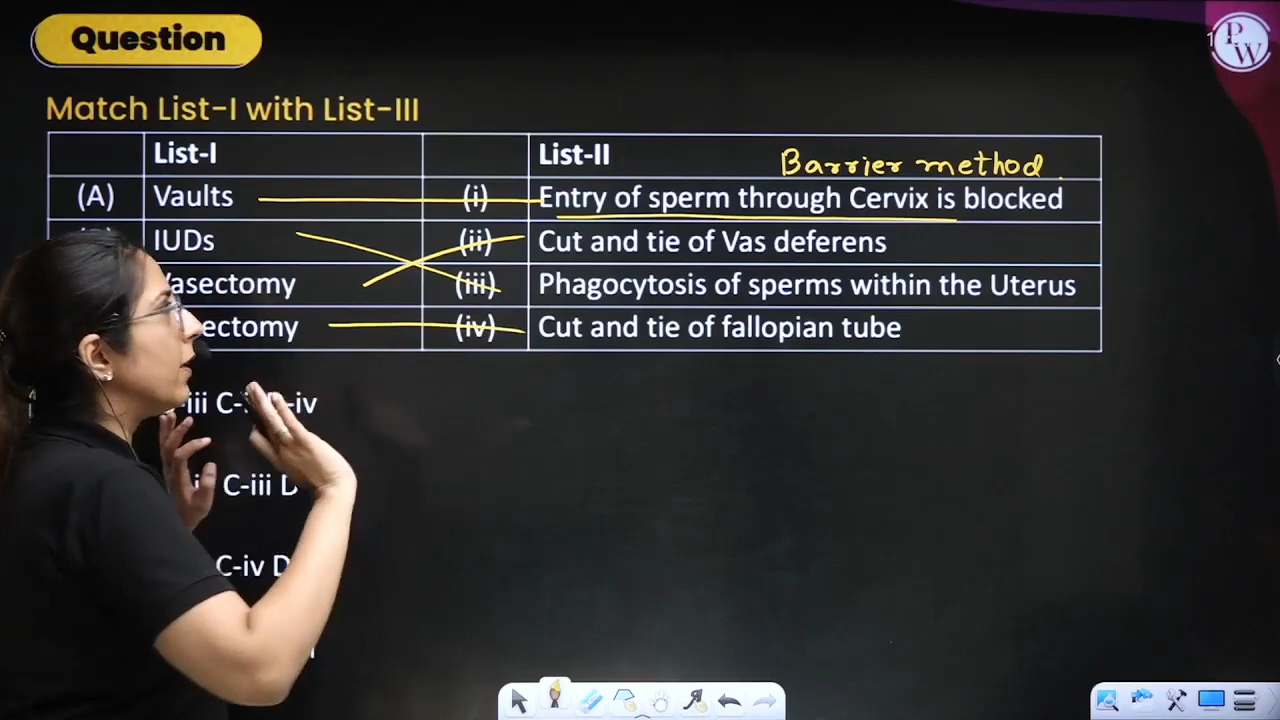 Question
PW
Match List-I with List-III
List-I List-II Barrier method.
(A) Vaults (i) Entry of sperm through Cervix is blocked
IUDs (ii) Cut and tie of Vas deferens
Vasectomy (iii) Phagocytosis of sperms within the Uterus
(iv) Cut and tie of fallopian tube
C-iii
C-iv